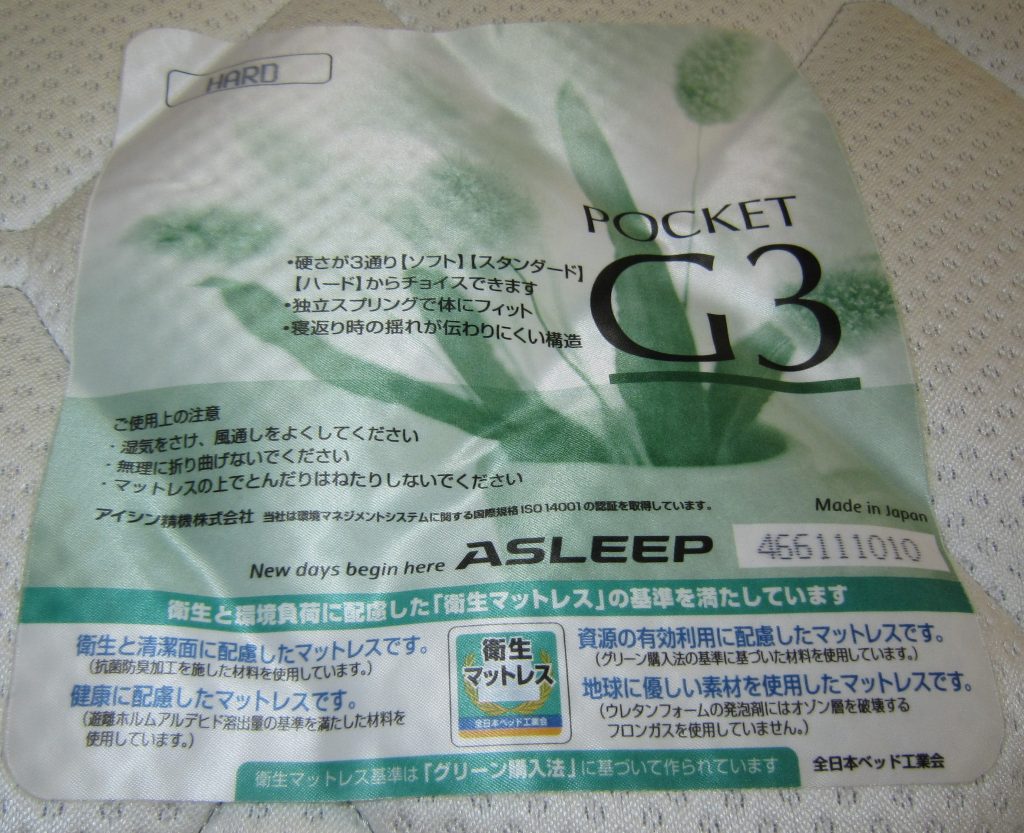 HARD
POCKET
G3
・硬さが3通り【ソフト】【スタンダード】
【ハード】からチョイスできます
・独立スプリングで体にフィット
・寝返り時の揺れが伝わりにくい構造
ご使用上の注意
・湿気をさけ、風通しをよくしてください
・無理に折り曲げないでください
・マットレスの上でとんだりはねたりしないでください
アイシン精機株式会社 当社は環境マネジメントシステムに関する国際規格ISO14001の認証を取得しています。
Made in Japan
New days begin here ASLEEP
466111010
衛生と環境負荷に配慮した「衛生マットレス」の基準を満たしています
衛生と清潔面に配慮したマットレスです。
(抗菌防臭加工を施した材料を使用しています。)
健康に配慮したマットレスです。
(遊離ホルムアルデヒド溶出量の基準を満たした材料を
使用しています。)
衛生
マットレス
全日本ベッド工業会
資源の有効利用に配慮したマットレスです。
(グリーン購入法の基準に基づいた材料を使用しています。)
地球に優しい素材を使用したマットレスです。
(ウレタンフォームの発泡剤にはオゾン層を破壊する
フロンガスを使用していません。)
衛生マットレス基準は「グリーン購入法」に基づいて作られています
全日本ベッド工業会